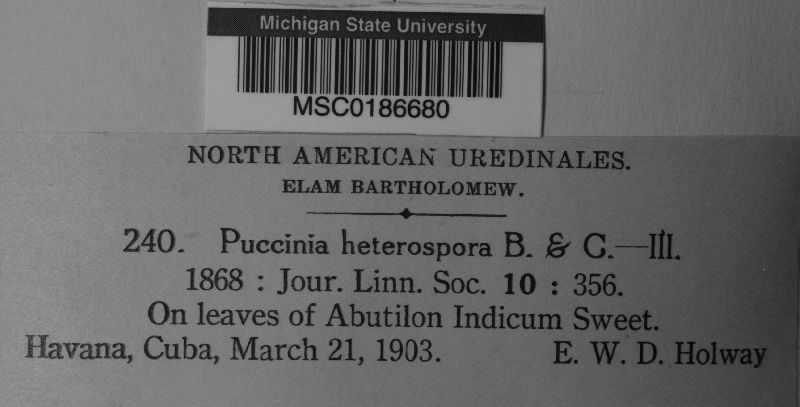 Michigan State University
MSC0186680
NORTH AMERICAN UREDINALES.
ELAM BARTHOLOMEW.
240. Puccinia heterospora B. & C.—III.
1868 : Jour. Linn. Soc. 10 : 356.
On leaves of Abutilon Indicum Sweet.
Havana, Cuba, March 21, 1903. E. W. D. Holway